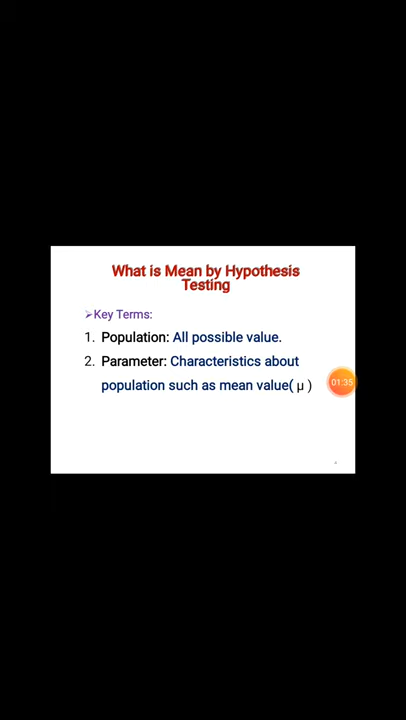 What is Mean by Hypothesis
Testing
➢Key Terms:
1. Population: All possible value.
2. Parameter: Characteristics about
population such as mean value( μ )
01:35